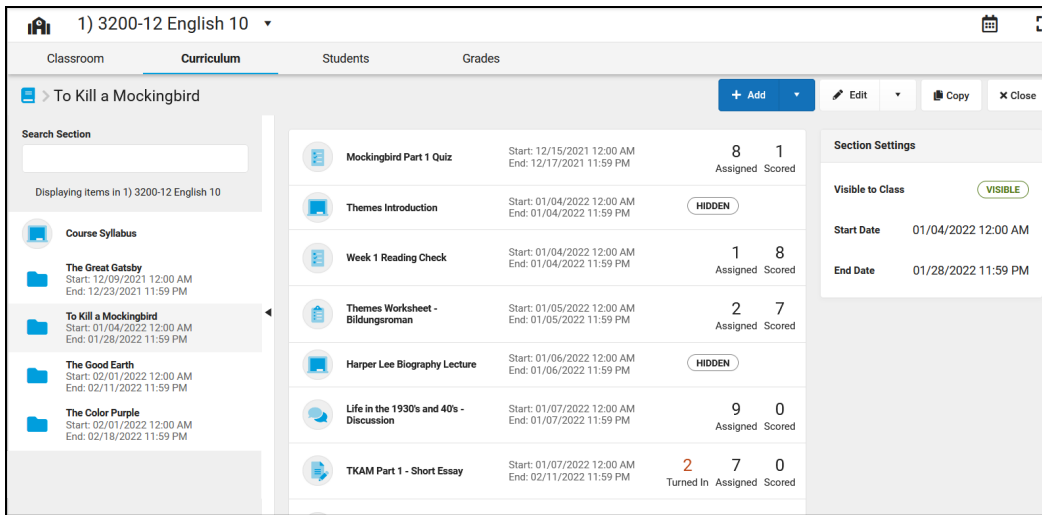 1) 3200-12 English 10
Classroom
Curriculum
Students
Grades
To Kill a Mockingbird
+ Add
Edit
Copy
× Close
Search Section
Displaying items in 1) 3200-12 English 10
Course Syllabus
The Great Gatsby
Start: 12/09/2021 12:00 AM
End: 12/23/2021 11:59 PM
To Kill a Mockingbird
Start: 01/04/2022 12:00 AM
End: 01/28/2022 11:59 PM
The Good Earth
Start: 02/01/2022 12:00 AM
End: 02/11/2022 11:59 PM
The Color Purple
Start: 02/01/2022 12:00 AM
End: 02/18/2022 11:59 PM
Mockingbird Part 1 Quiz
Start: 12/15/2021 12:00 AM
End: 12/17/2021 11:59 PM
8 1
Assigned Scored
Themes Introduction
Start: 01/04/2022 12:00 AM
End: 01/04/2022 11:59 PM
HIDDEN
Week 1 Reading Check
Start: 01/04/2022 12:00 AM
End: 01/04/2022 11:59 PM
1 8
Assigned Scored
Themes Worksheet -
Bildungsroman
Start: 01/05/2022 12:00 AM
End: 01/05/2022 11:59 PM
2 7
Assigned Scored
Harper Lee Biography Lecture
Start: 01/06/2022 12:00 AM
End: 01/06/2022 11:59 PM
HIDDEN
Life in the 1930's and 40's -
Discussion
Start: 01/07/2022 12:00 AM
End: 01/07/2022 11:59 PM
9 0
Assigned Scored
TKAM Part 1 - Short Essay
Start: 01/07/2022 12:00 AM
End: 02/11/2022 11:59 PM
2 7 0
Turned In Assigned Scored
Section Settings
Visible to Class
VISIBLE
Start Date 01/04/2022 12:00 AM
End Date 01/28/2022 11:59 PM